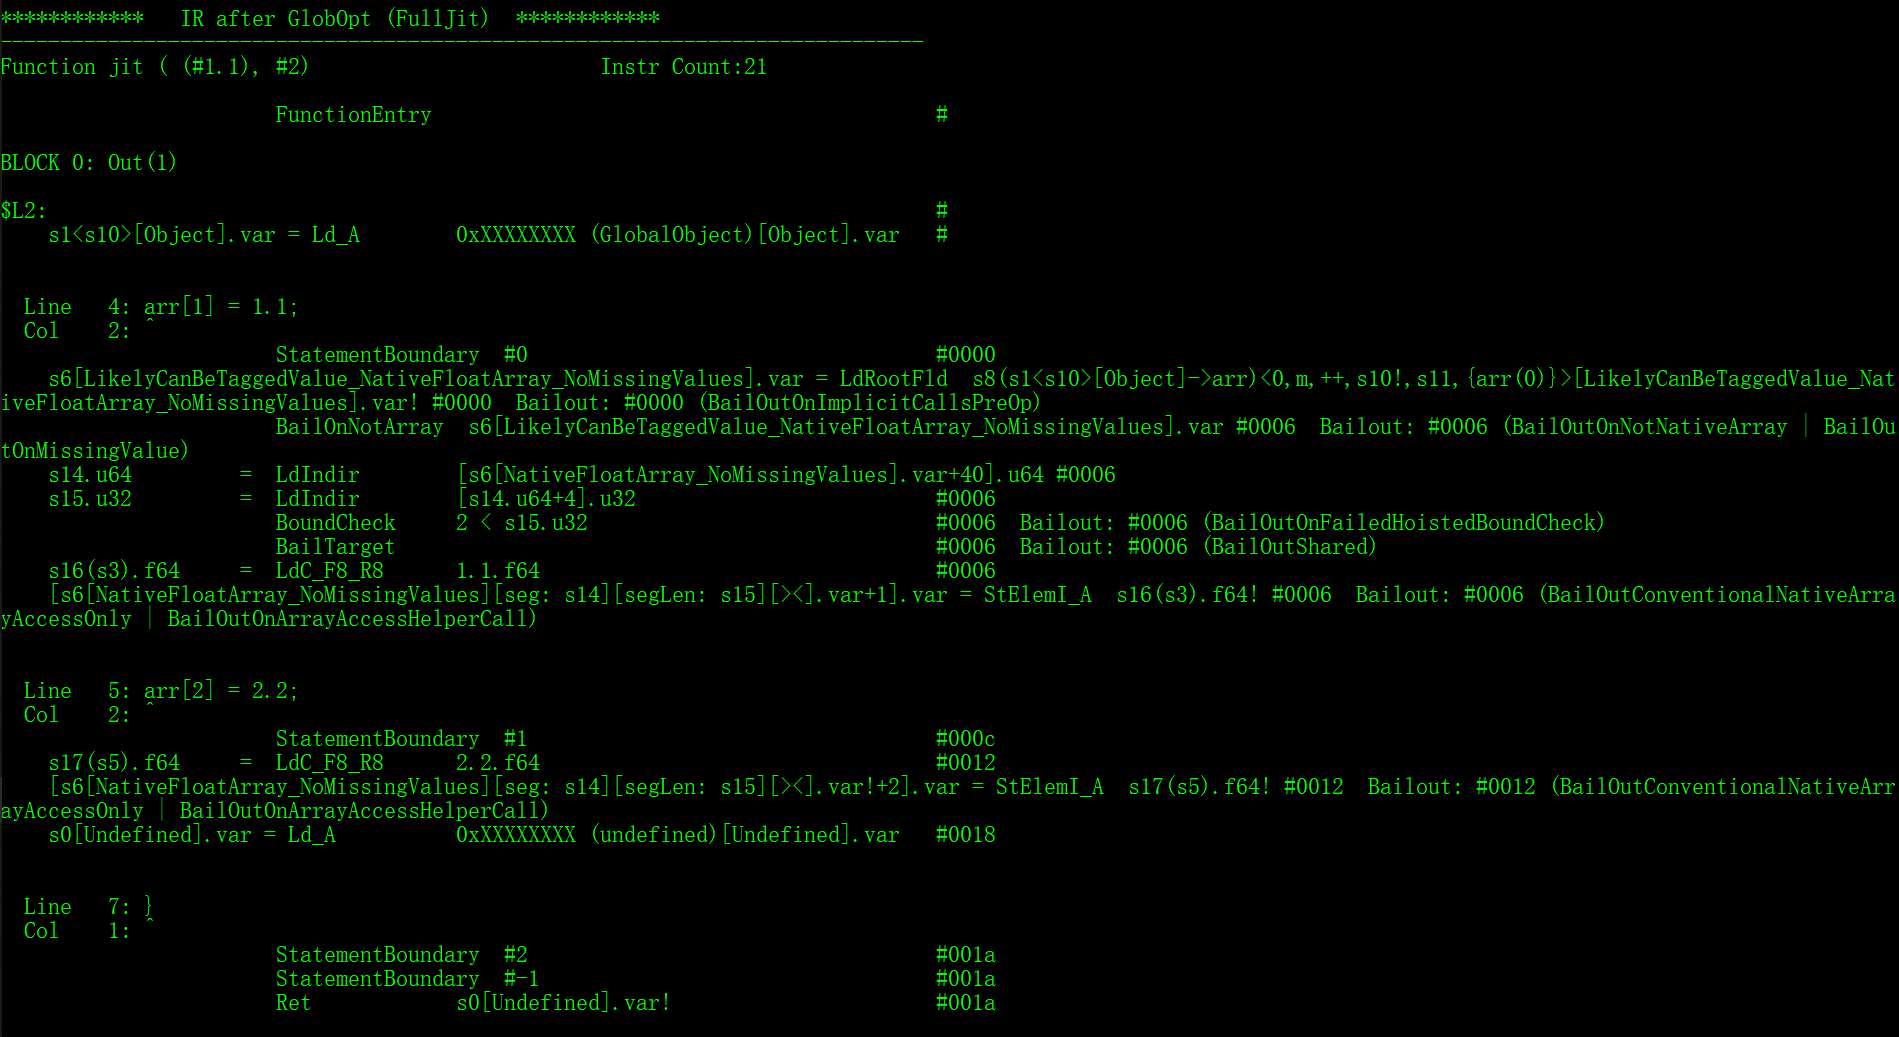 ************   IR after GlobOpt (FullJit)  ************
-----------------------------------------------------------------------------
Function jit ( (#1.1), #2)                        Instr Count:21
                       FunctionEntry                                          #
BLOCK 0: Out(1)
$L2:                                                                          #
    s1<s10>[Object].var = Ld_A        0xXXXXXXXX (GlobalObject)[Object].var   #
  Line   4: arr[1] = 1.1;
  Col    2: ^
                       StatementBoundary  #0                                  #0000
    s6[LikelyCanBeTaggedValue_NativeFloatArray_NoMissingValues].var = LdRootFld  s8(s1<s10>[Object]->arr)<0,m,++,s10!,s11,{arr(0)}>[LikelyCanBeTaggedValue_Nat
iveFloatArray_NoMissingValues].var! #0000  Bailout: #0000 (BailOutOnImplicitCallsPreOp)
                       BailOnNotArray  s6[LikelyCanBeTaggedValue_NativeFloatArray_NoMissingValues].var #0006  Bailout: #0006 (BailOutOnNotNativeArray | BailOu
tOnMissingValue)
    s14.u64         =  LdIndir        [s6[NativeFloatArray_NoMissingValues].var+40].u64 #0006
    s15.u32         =  LdIndir        [s14.u64+4].u32                         #0006
                       BoundCheck     2 < s15.u32                             #0006  Bailout: #0006 (BailOutOnFailedHoistedBoundCheck)
                       BailTarget                                             #0006  Bailout: #0006 (BailOutShared)
    s16(s3).f64     =  LdC_F8_R8      1.1.f64                                 #0006
    [s6[NativeFloatArray_NoMissingValues][seg: s14][segLen: s15][><].var+1].var = StElemI_A  s16(s3).f64! #0006  Bailout: #0006 (BailOutConventionalNativeArra
yAccessOnly | BailOutOnArrayAccessHelperCall)
  Line   5: arr[2] = 2.2;
  Col    2: ^
                       StatementBoundary  #1                                  #000c
    s17(s5).f64     =  LdC_F8_R8      2.2.f64                                 #0012
    [s6[NativeFloatArray_NoMissingValues][seg: s14][segLen: s15][><].var!+2].var = StElemI_A  s17(s5).f64! #0012  Bailout: #0012 (BailOutConventionalNativeArr
ayAccessOnly | BailOutOnArrayAccessHelperCall)
    s0[Undefined].var = Ld_A          0xXXXXXXXX (undefined)[Undefined].var   #0018
  Line   7: }
  Col    1: ^
                       StatementBoundary  #2                                  #001a
                       StatementBoundary  #-1                                 #001a
                       Ret            s0[Undefined].var!                      #001a